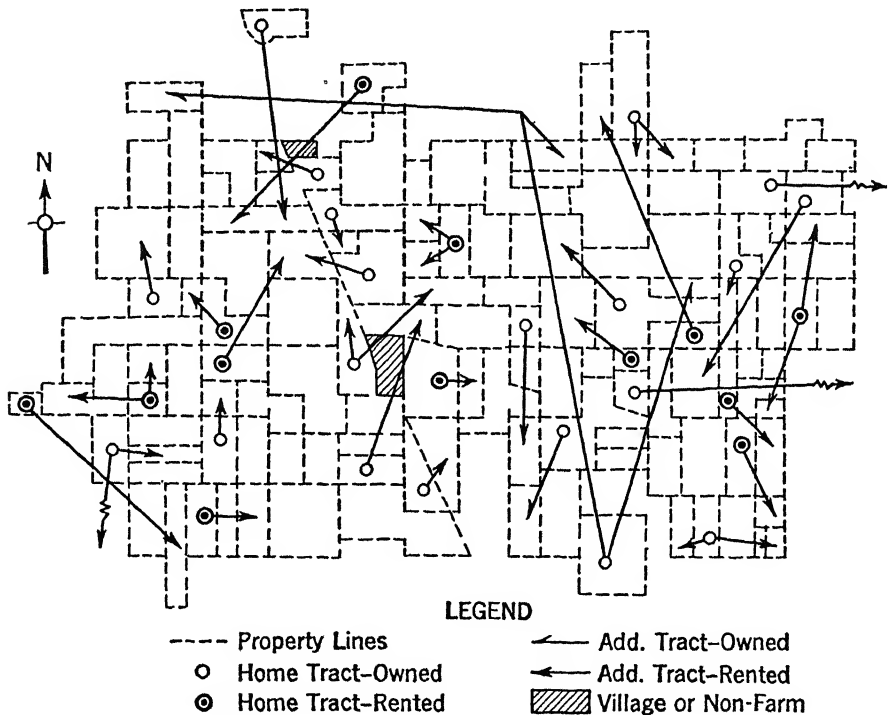 N
LEGEND
Property Lines
Home Tract–Owned
Home Tract–Rented
Add. Tract–Owned
Add. Tract–Rented
Village or Non-Farm